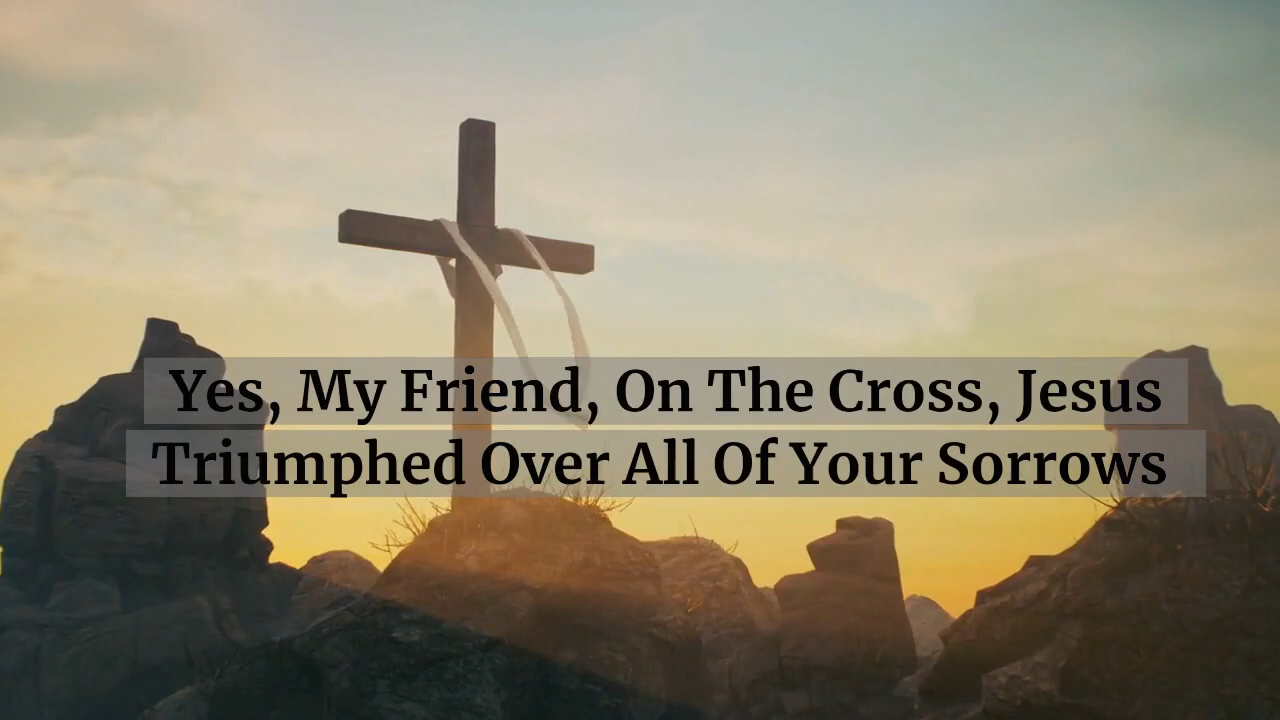 Yes, My Friend, On The Cross, Jesus
Triumphed Over All Of Your Sorrows